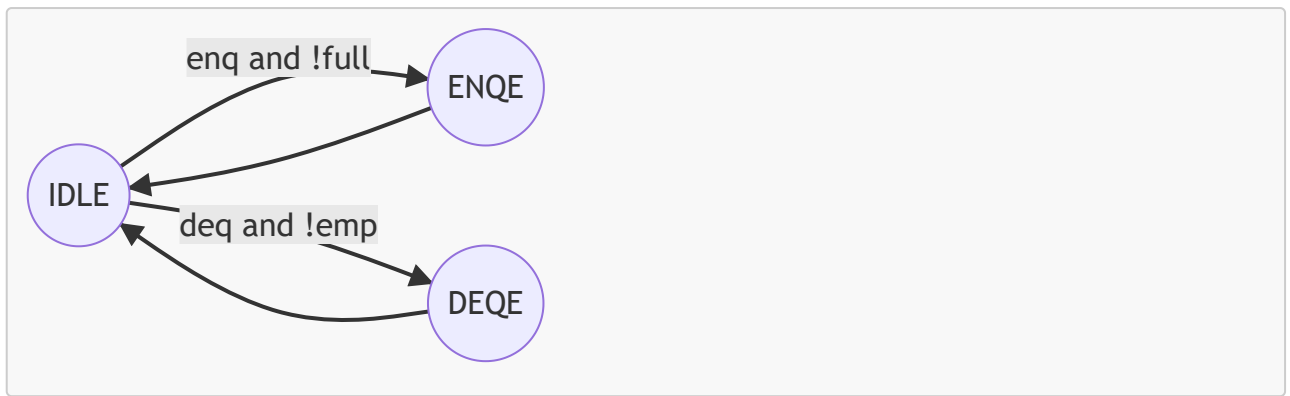 enq and !full
ENQE
IDLE
deq and !emp
DEQE